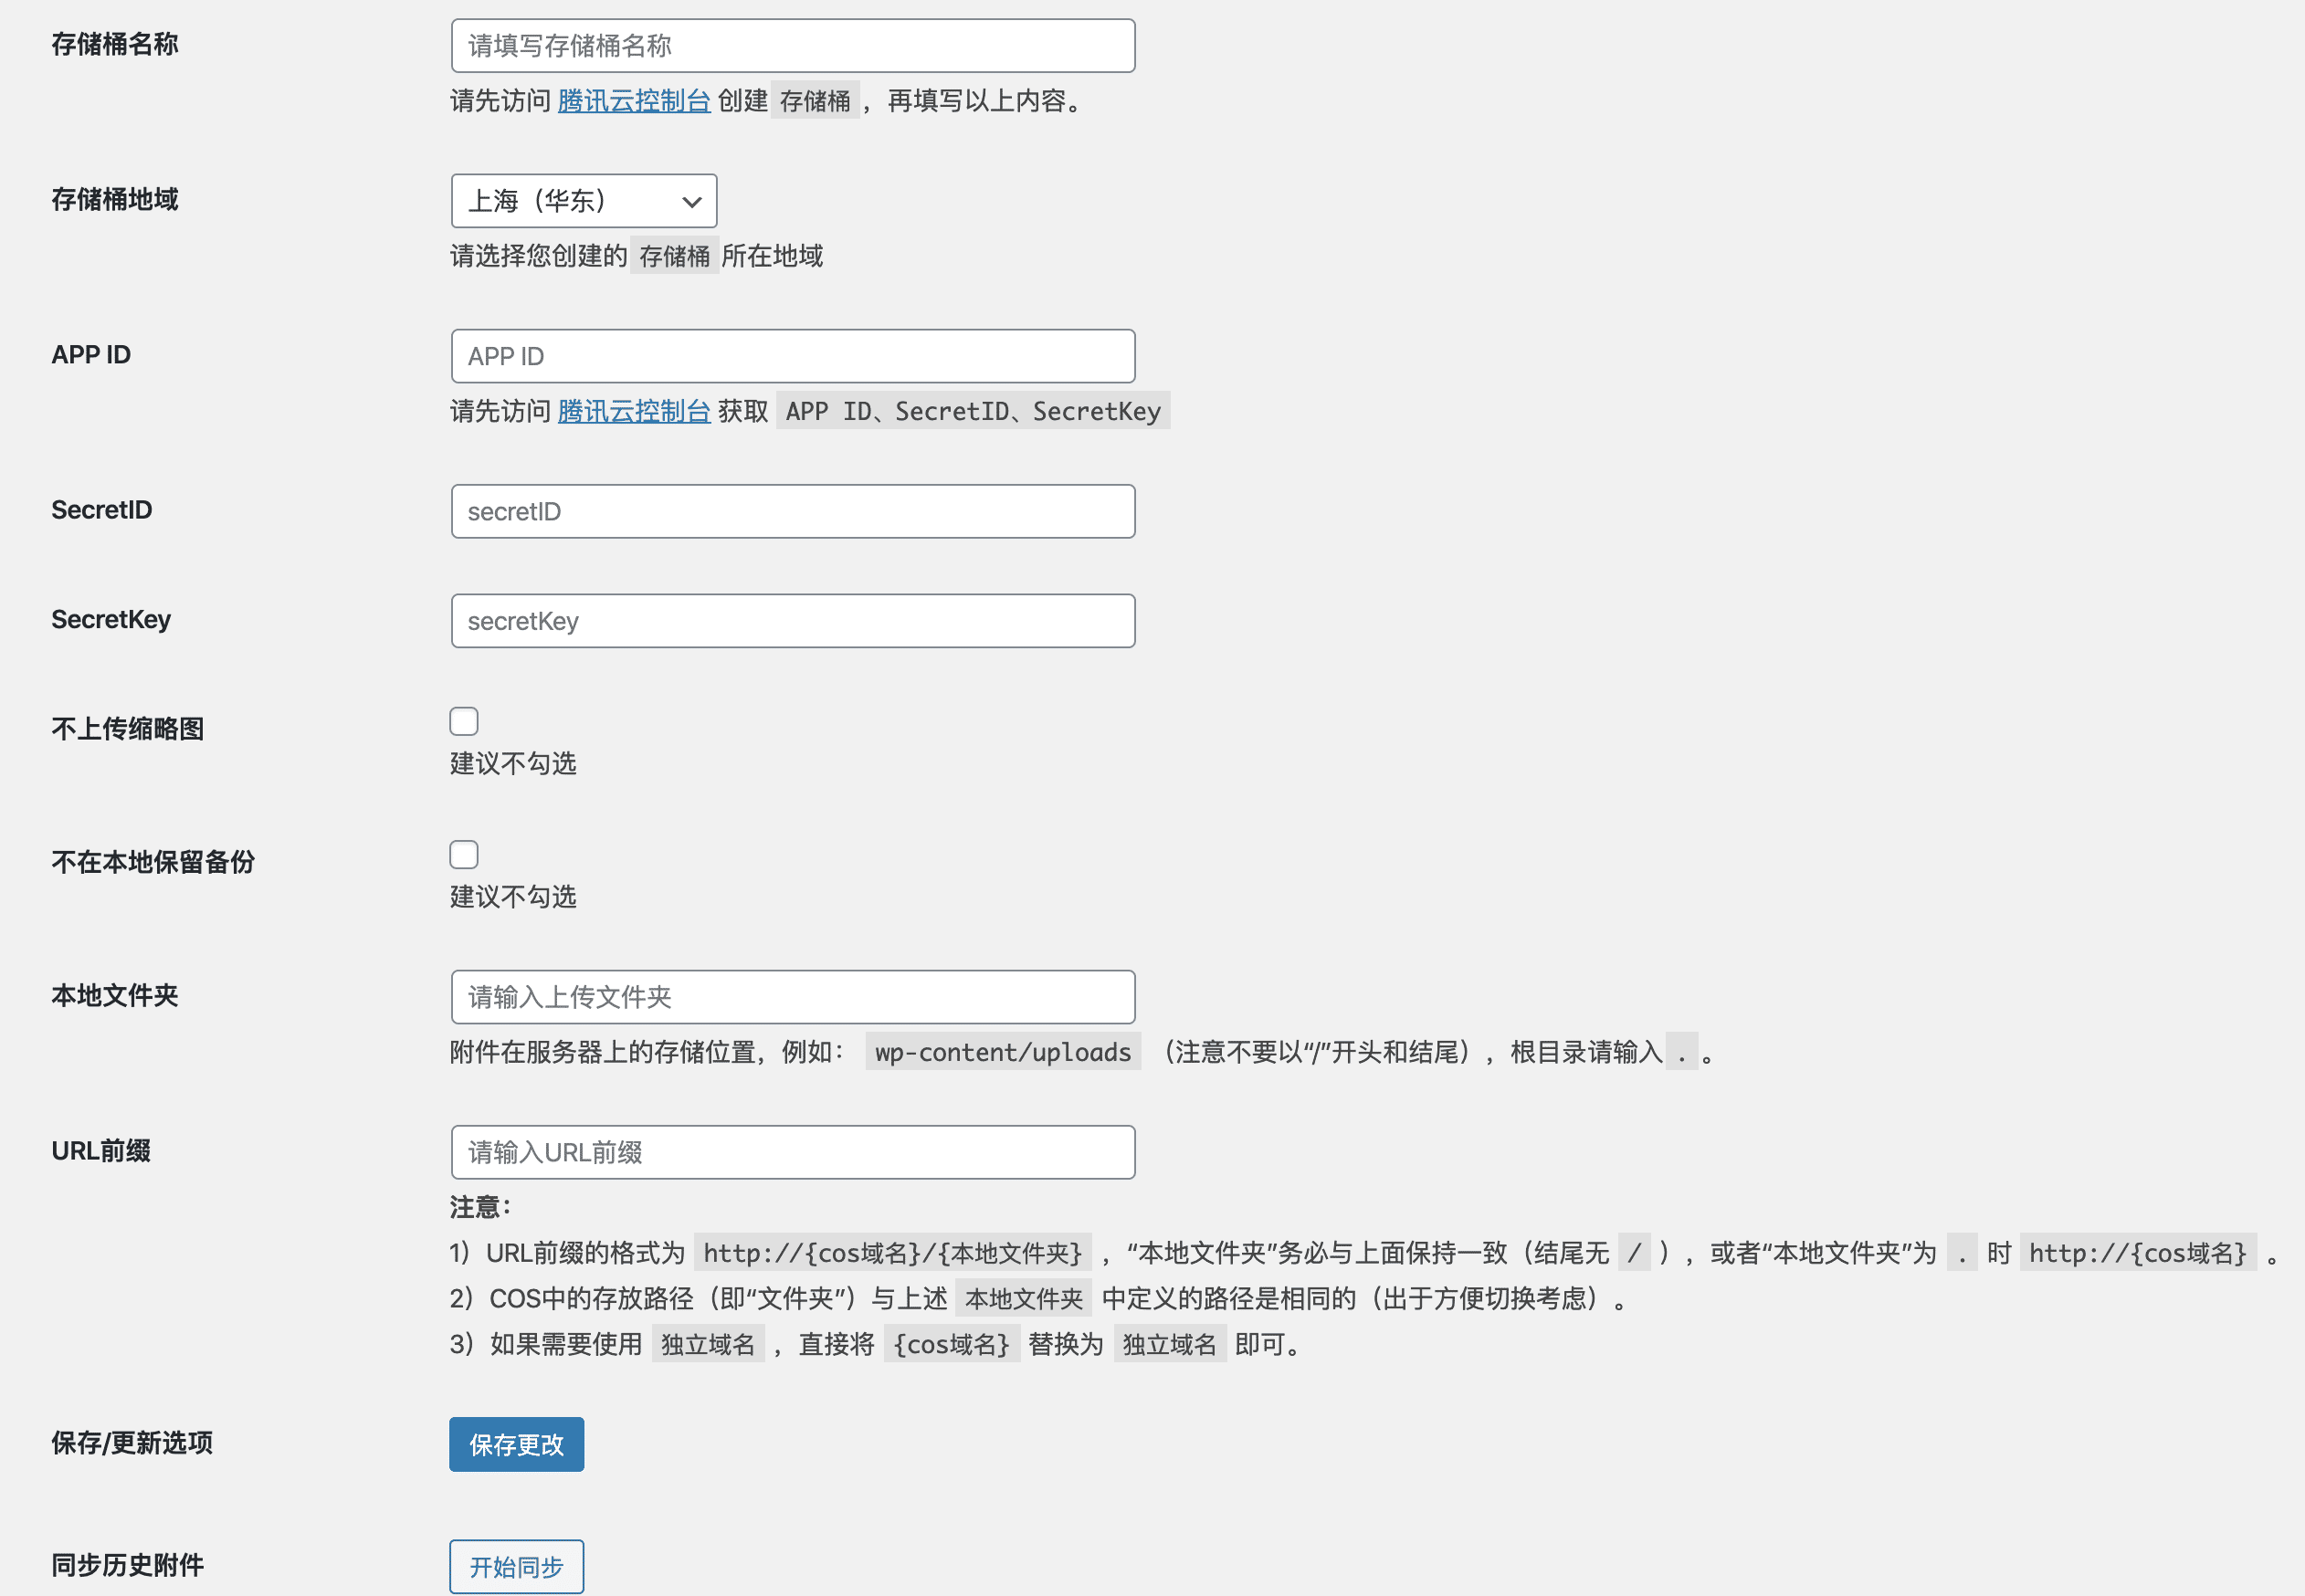 存储桶名称
请填写存储桶名称
请先访问 腾讯云控制台 创建 存储桶 ，再填写以上内容。
存储桶地域
上海（华东）
请选择您创建的 存储桶 所在地域
APP ID
APP ID
请先访问 腾讯云控制台 获取 APP ID、SecretID、SecretKey
SecretID
secretID
SecretKey
secretKey
不上传缩略图
建议不勾选
不在本地保留备份
建议不勾选
本地文件夹
请输入上传文件夹
附件在服务器上的存储位置，例如： wp-content/uploads （注意不要以“/”开头和结尾），根目录请输入 . 。
URL前缀
请输入URL前缀
注意：
1）URL前缀的格式为 http://{cos域名}/{本地文件夹} ，“本地文件夹”务必与上面保持一致（结尾无 / ），或者“本地文件夹”为 . 时 http://{cos域名} 。
2）COS中的存放路径（即“文件夹”）与上述 本地文件夹 中定义的路径是相同的（出于方便切换考虑）。
3）如果需要使用 独立域名 ，直接将 {cos域名} 替换为 独立域名 即可。
保存/更新选项
保存更改
同步历史附件
开始同步